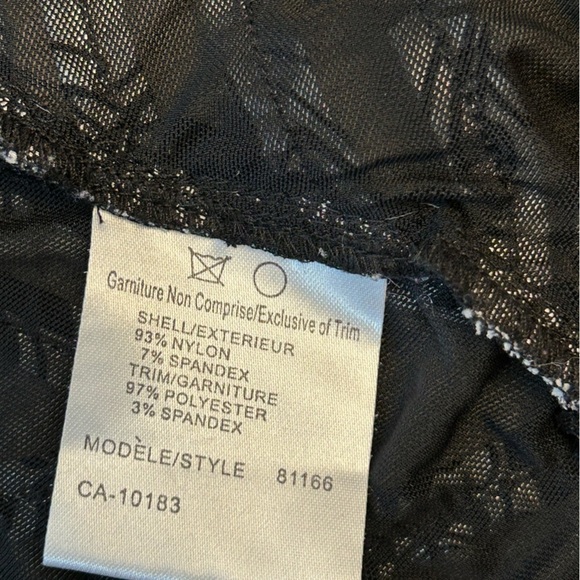 Garniture Non Comprise/Exclusive of Trim
SHELL/EXTERIEUR
93% NYLON
7% SPANDEX
TRIM/GARNITURE
97% POLYESTER
3% SPANDEX
MODÈLE/STYLE 81166
CA-10183